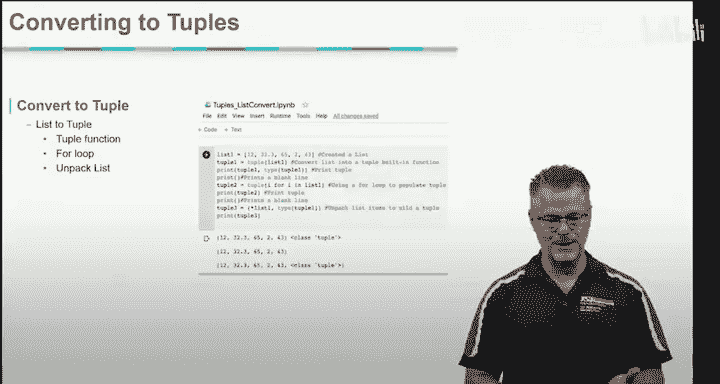 Converting to Tuples
Convert to Tuple
– List to Tuple
• Tuple function
• For loop
• Unpack List
Tuples_ListConvert.ipynb
File Edit View Insert Runtime Tools Help All changes saved
+ Code + Text
list1 = [12, 32.3, 65, 2, 43] #Created a List
tuple1 = tuple(list1) #Convert list into a tuple built-in function
print(tuple1, type(tuple1)) #Print tuple
print()#Prints a blank line
tuple2 = tuple(i for i in list1) #Using a for loop to populate tuple
print(tuple2) #Print tuple
print()#Prints a blank line
tuple3 = (*list1, type(tuple1)) #Unpack list items to uild a tuple
print(tuple3)
(12, 32.3, 65, 2, 43) <class 'tuple'>
(12, 32.3, 65, 2, 43)
(12, 32.3, 65, 2, 43, <class 'tuple'>)